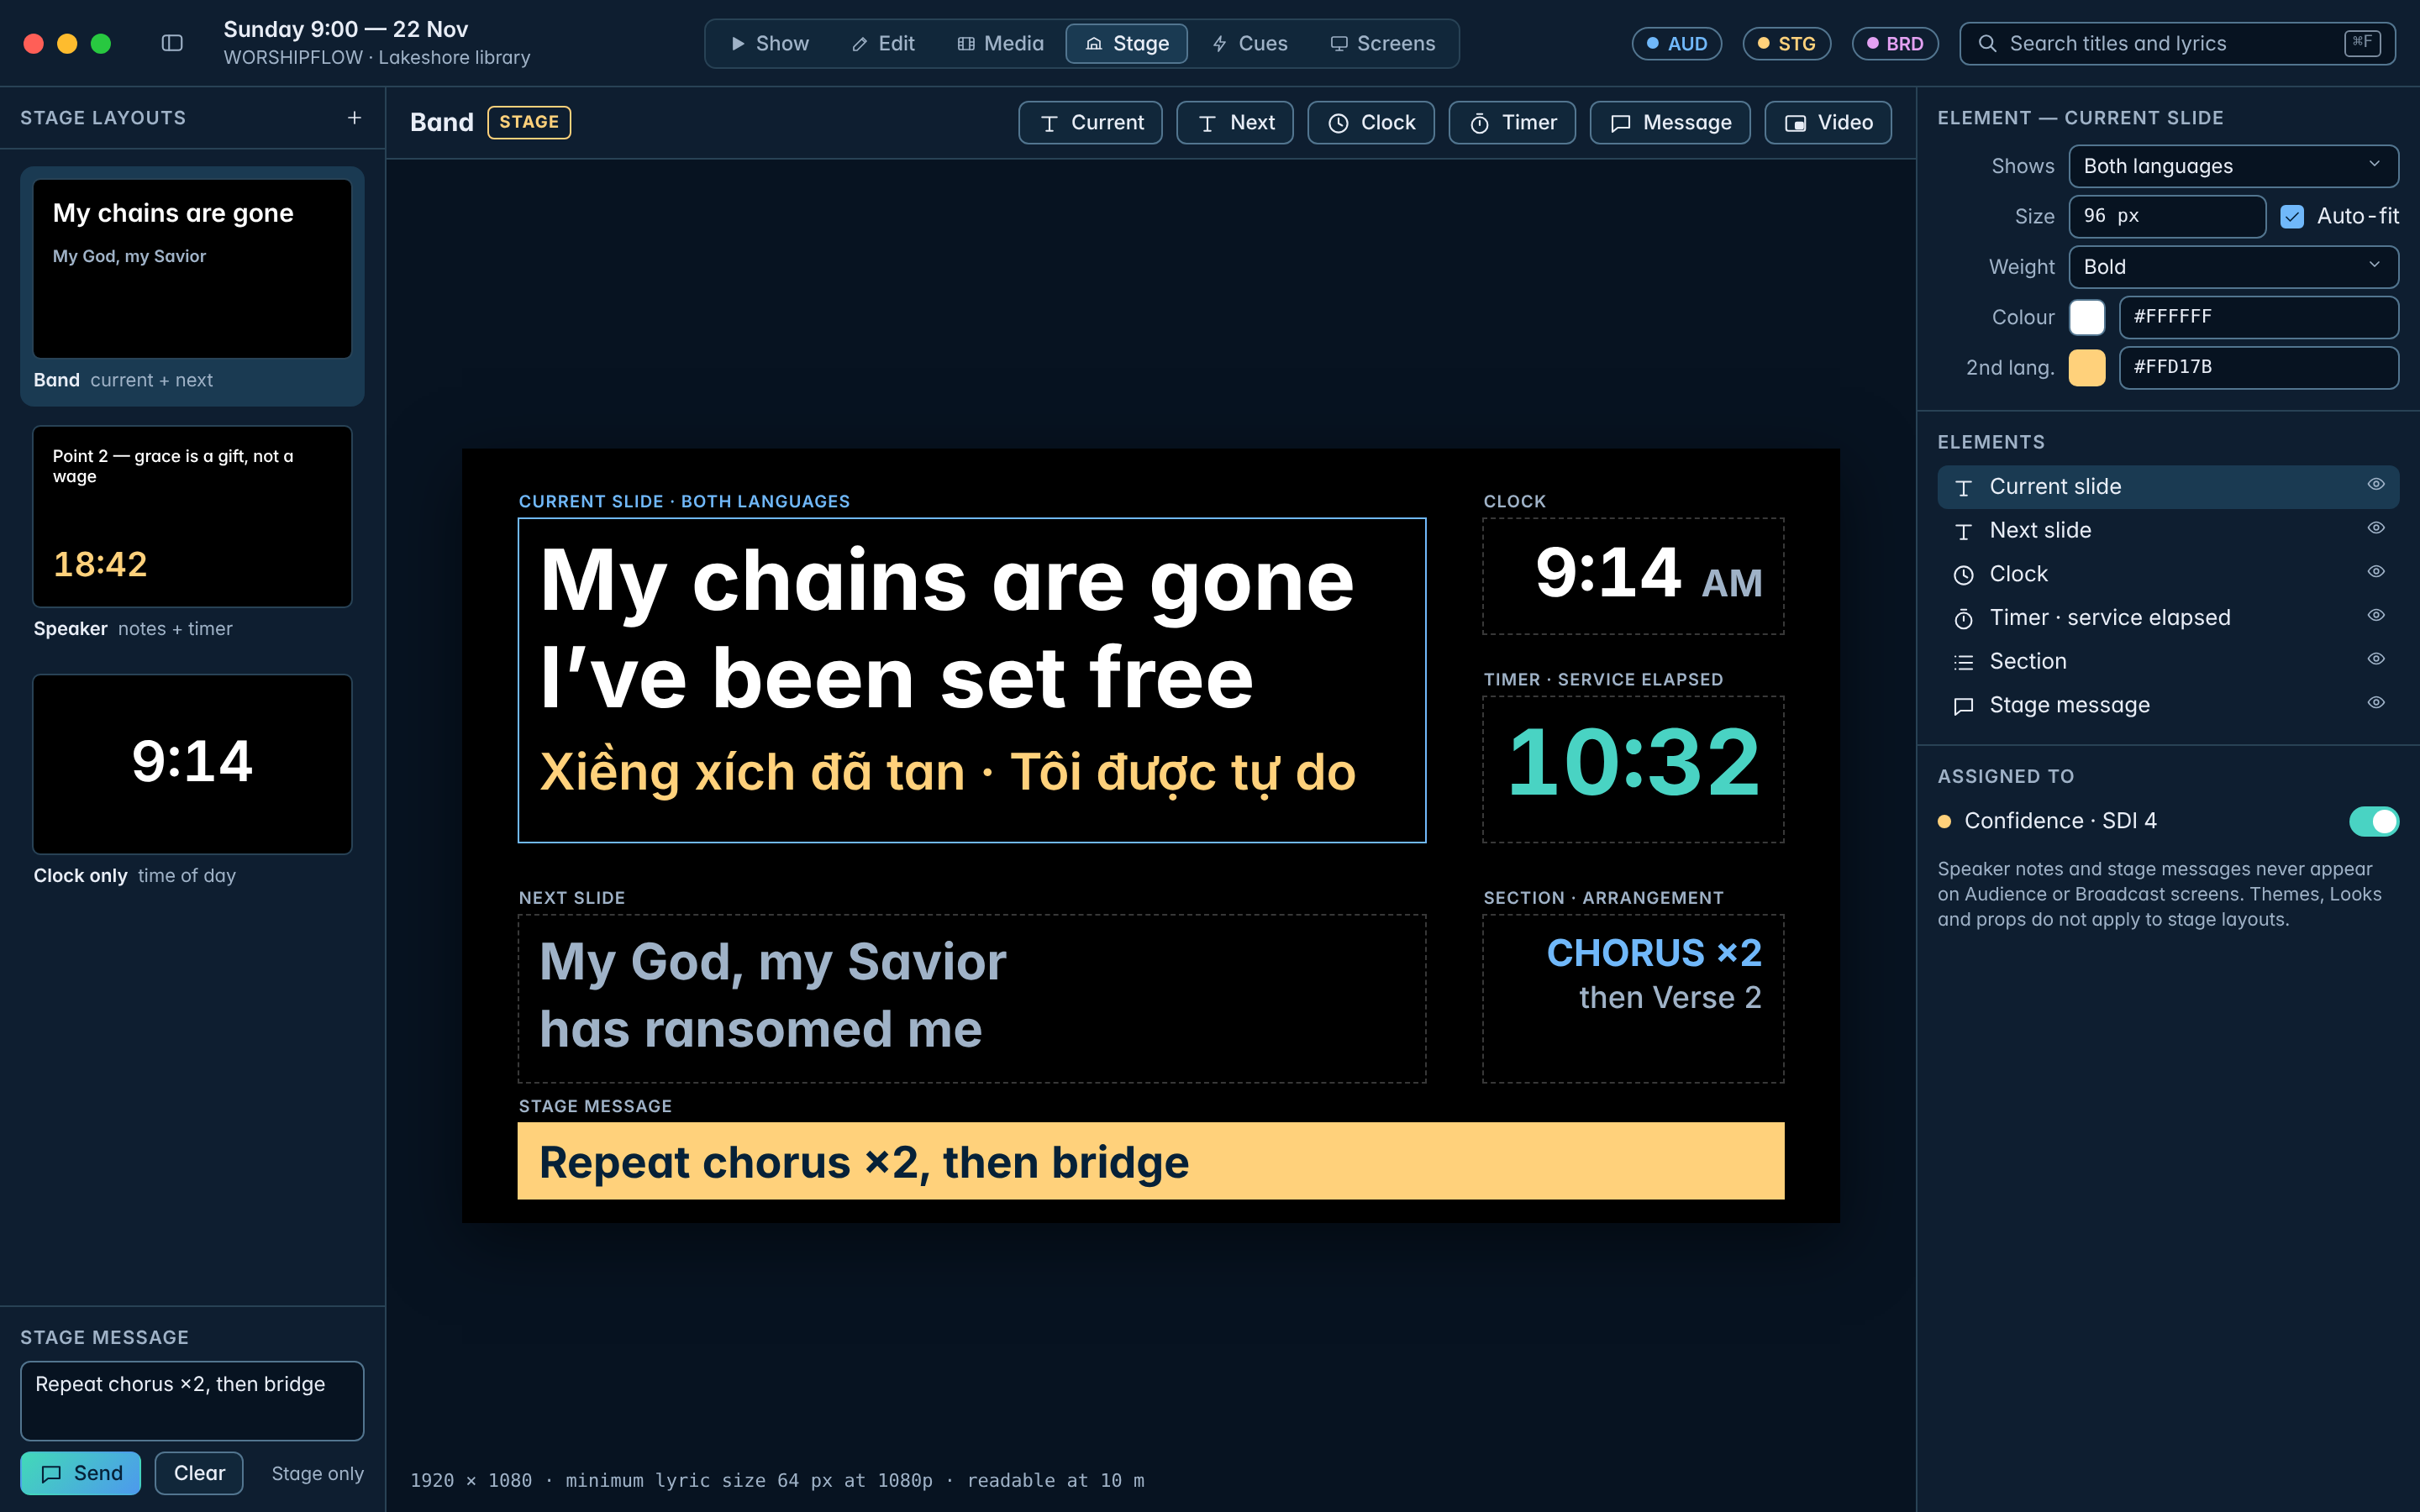 Sunday 9:00 — 22 Nov
WORSHIPFLOW · Lakeshore library
Show
Edit
Media
Stage
Cues
Screens
AUD
STG
BRD
Search titles and lyrics
⌘F
STAGE LAYOUTS
My chains are gone
My God, my Savior
Band current + next
Point 2 — grace is a gift, not a
wage
18:42
Speaker notes + timer
9:14
Clock only time of day
STAGE MESSAGE
Repeat chorus ×2, then bridge
Send
Clear
Stage only
Band
STAGE
Current
Next
Clock
Timer
Message
Video
CURRENT SLIDE · BOTH LANGUAGES
My chains are gone
I’ve been set free
Xiềng xích đã tan · Tôi được tự do
CLOCK
9:14 AM
TIMER · SERVICE ELAPSED
10:32
NEXT SLIDE
My God, my Savior
has ransomed me
SECTION · ARRANGEMENT
CHORUS ×2
then Verse 2
STAGE MESSAGE
Repeat chorus ×2, then bridge
1920 × 1080 · minimum lyric size 64 px at 1080p · readable at 10 m
ELEMENT — CURRENT SLIDE
Shows Both languages
Size 96 px Auto-fit
Weight Bold
Colour #FFFFFF
2nd lang. #FFD17B
ELEMENTS
Current slide
Next slide
Clock
Timer · service elapsed
Section
Stage message
ASSIGNED TO
Confidence · SDI 4
Speaker notes and stage messages never appear
on Audience or Broadcast screens. Themes, Looks
and props do not apply to stage layouts.